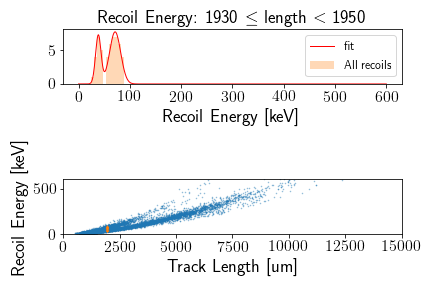 Recoil Energy: 1930 ≤ length < 1950
5
0
fit
All recoils
0 100 200 300 400 500 600
Recoil Energy [keV]
Recoil Energy [keV]
500
0
0 2500 5000 7500 10000 12500 15000
Track Length [um]